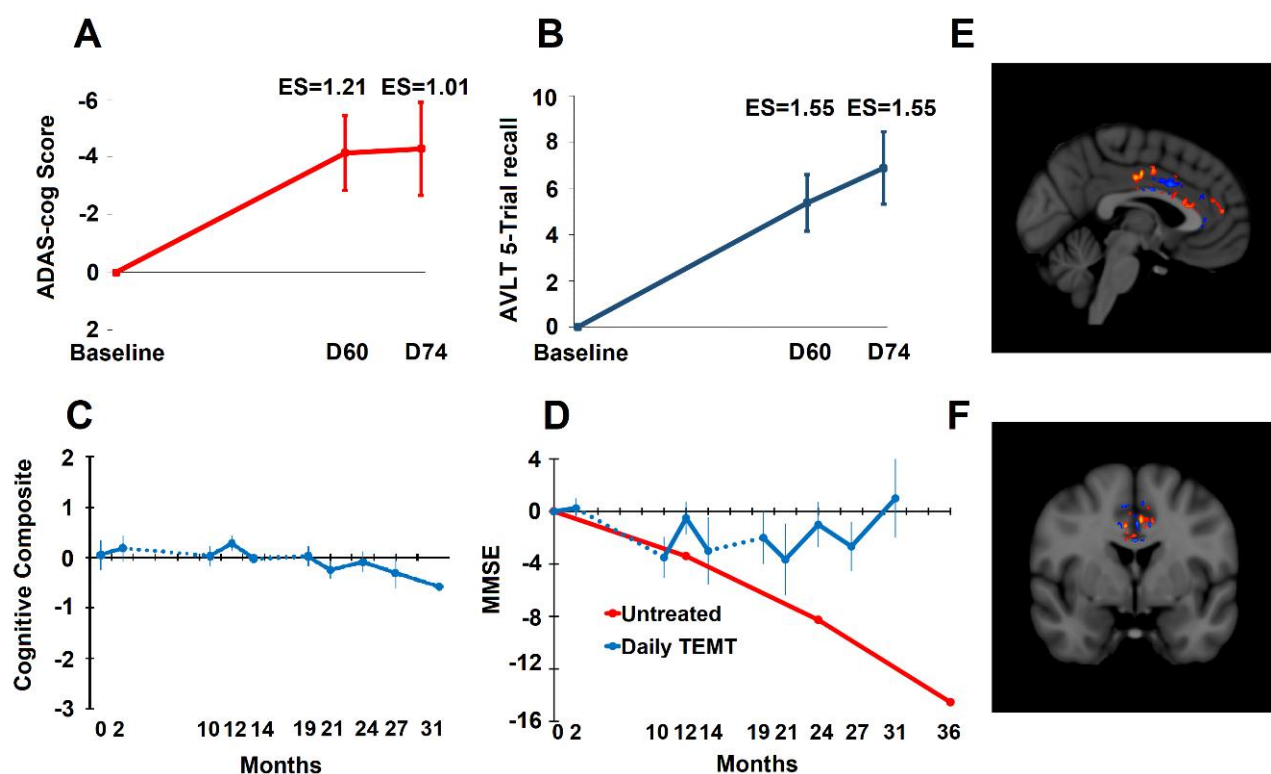 A
ADAS-cog Score
-6
-4
-2
0
2
ES=1.21 ES=1.01
Baseline D60 D74
B
AVLT 5-Trial recall
10
8
6
4
2
0
ES=1.55 ES=1.55
Baseline D60 D74
E
C
Cognitive Composite
2
1
0
-1
-2
-3
0 2 10 12 14 19 21 24 27 31
Months
D
MMSE
4
0
-4
-8
-12
-16
Untreated
Daily TEMT
0 2 10 12 14 19 21 24 27 31 36
Months
F